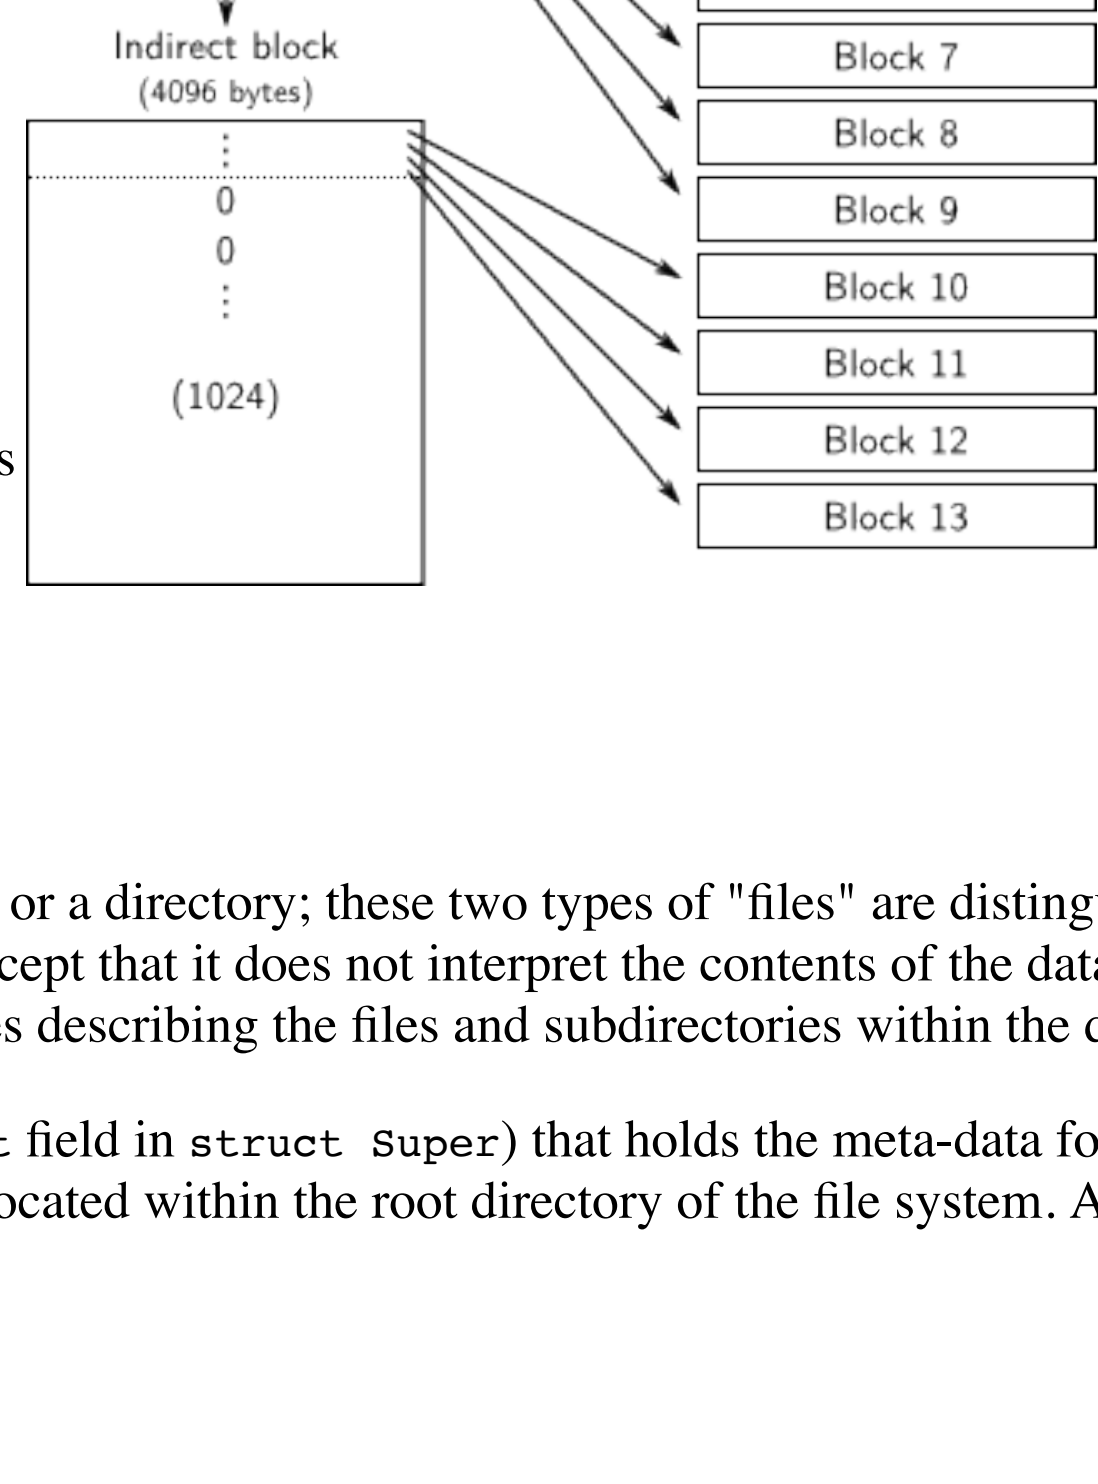 Indirect block
(4096 bytes)
⋮
0
0
⋮
(1024)
s
Block 7
Block 8
Block 9
Block 10
Block 11
Block 12
Block 13
or a directory; these two types of "files" are disting
cept that it does not interpret the contents of the data
es describing the files and subdirectories within the
t field in struct Super) that holds the meta-data fo
ocated within the root directory of the file system. A